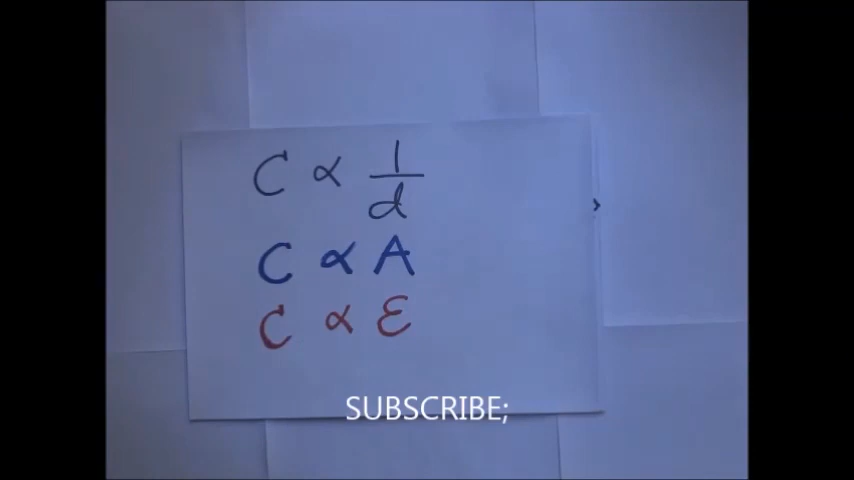 C ∝ 1/d
C ∝ A
C ∝ ε
SUBSCRIBE;